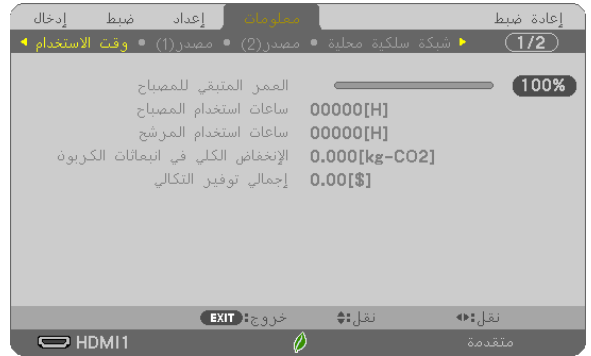 إدخال ضبط إعداد معلومات إعادة ضبط
وقت الاستخدام • مصدر(1) • مصدر(2) • شبكة سلكية محلية 1/2
العمر المتبقي للمصباح 100%
ساعات استخدام المصباح 00000[H]
ساعات استخدام المرشح 00000[H]
الإنخفاض الكلي في انبعاثات الكربون 0.000[kg-CO2]
إجمالي توفير التكالي 0.00[$]
خروج:EXIT نقل: نقل:
HDMI1 متقدمة